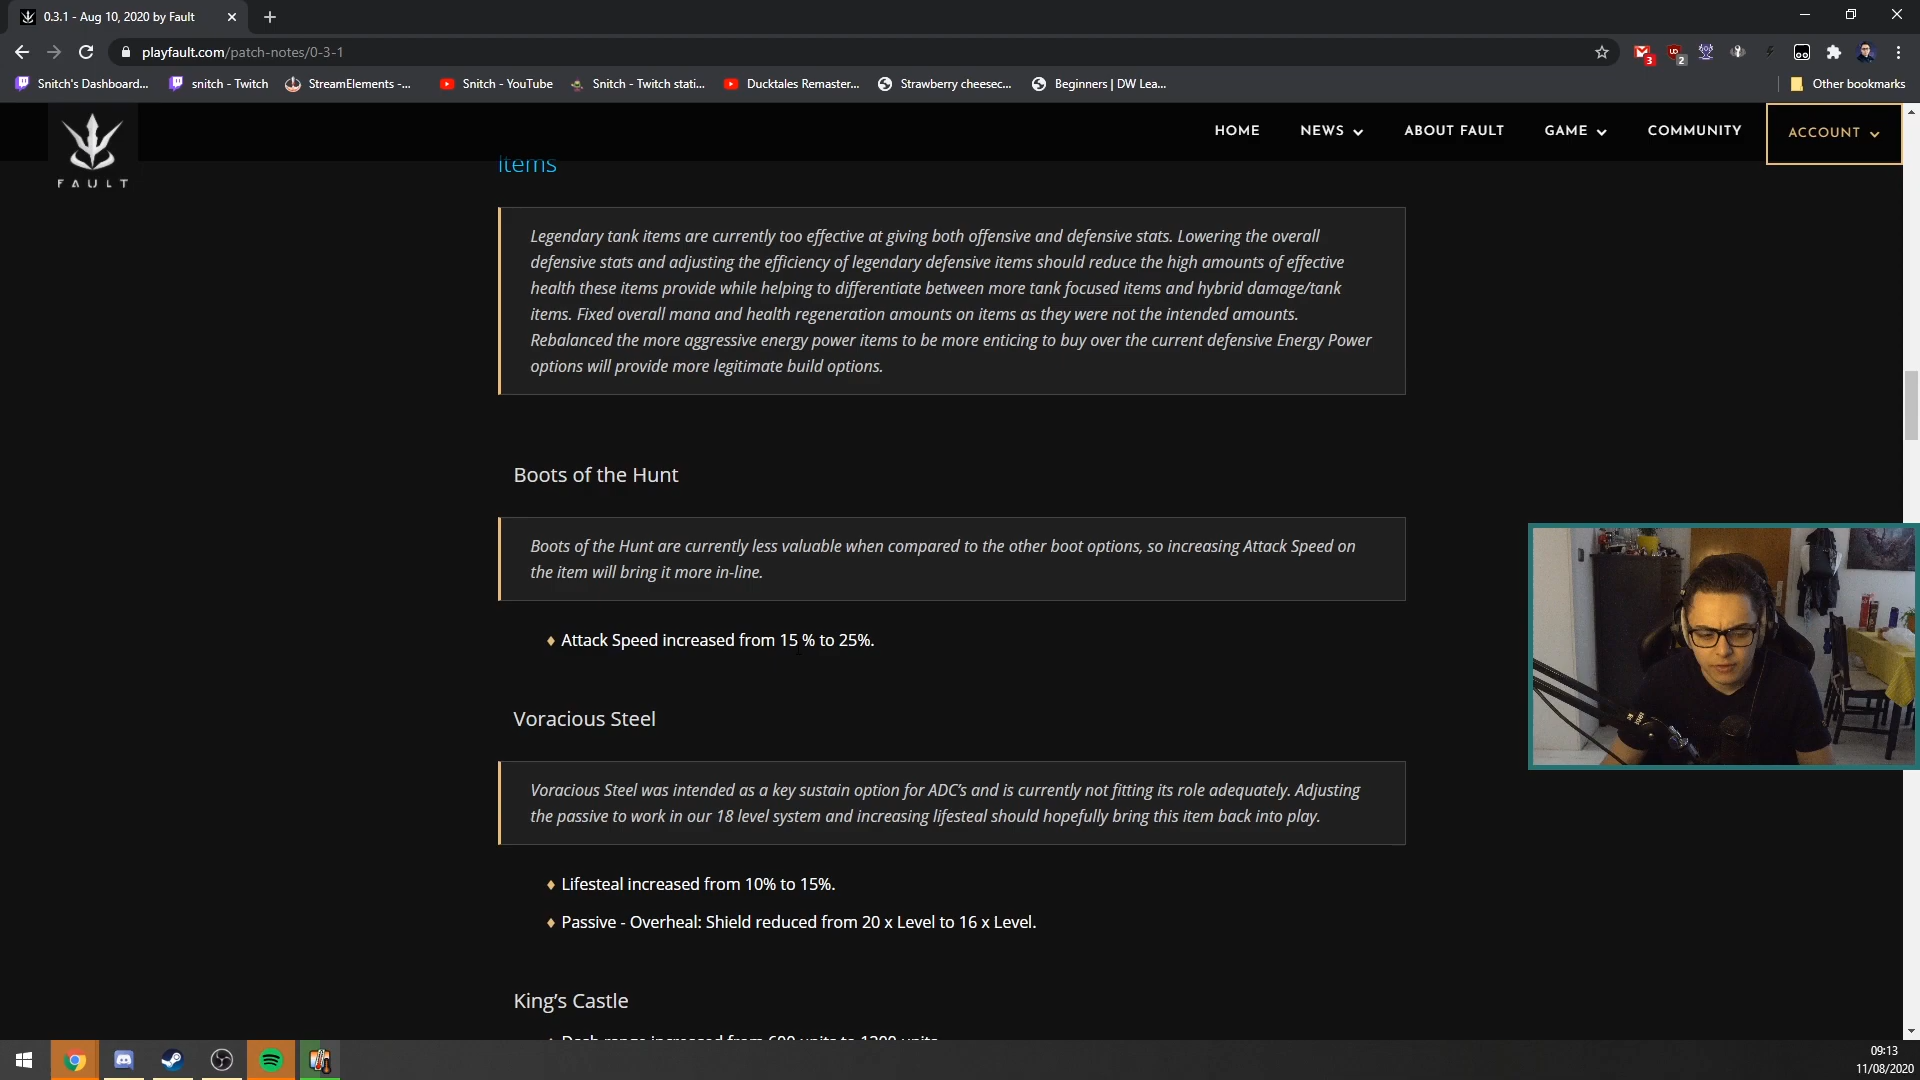 0.3.1 - Aug 10, 2020 by Fault
playfault.com/patch-notes/0-3-1
3
2
Snitch's Dashboard...
snitch - Twitch
StreamElements -...
Snitch - YouTube
Snitch - Twitch stati...
Ducktales Remaster...
Strawberry cheesec...
Beginners | DW Lea...
Other bookmarks
FAULT
HOME
NEWS
ABOUT FAULT
GAME
COMMUNITY
ACCOUNT
Items
Legendary tank items are currently too effective at giving both offensive and defensive stats. Lowering the overall
defensive stats and adjusting the efficiency of legendary defensive items should reduce the high amounts of effective
health these items provide while helping to differentiate between more tank focused items and hybrid damage/tank
items. Fixed overall mana and health regeneration amounts on items as they were not the intended amounts.
Rebalanced the more aggressive energy power items to be more enticing to buy over the current defensive Energy Power
options will provide more legitimate build options.
Boots of the Hunt
Boots of the Hunt are currently less valuable when compared to the other boot options, so increasing Attack Speed on
the item will bring it more in-line.
Attack Speed increased from 15 % to 25%.
Voracious Steel
Voracious Steel was intended as a key sustain option for ADC's and is currently not fitting its role adequately. Adjusting
the passive to work in our 18 level system and increasing lifesteal should hopefully bring this item back into play.
Lifesteal increased from 10% to 15%.
Passive - Overheal: Shield reduced from 20 x Level to 16 x Level.
King's Castle
Dash range increased from 600 units to 1200 units
09:13
11/08/2020